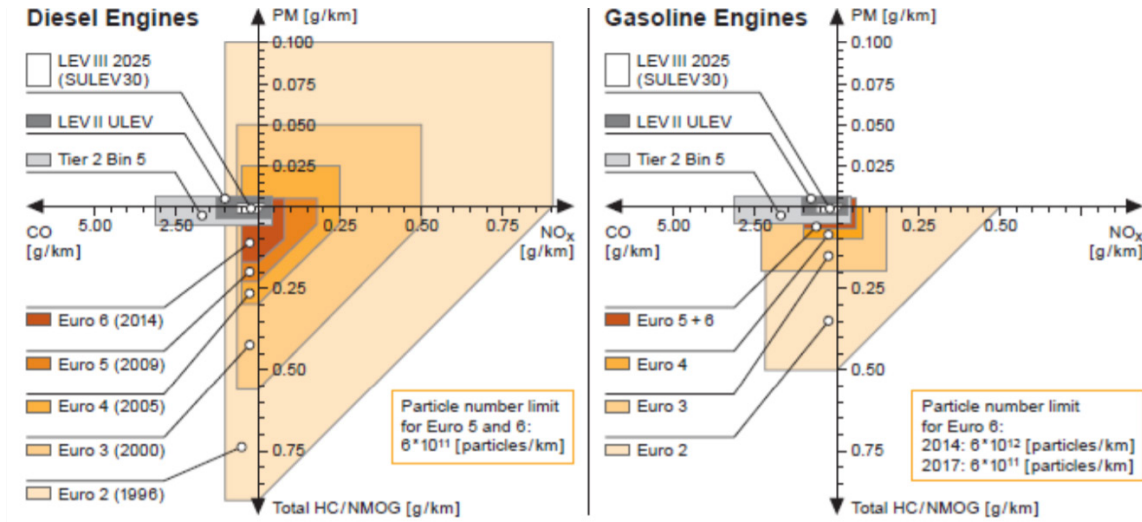 Diesel Engines
PM [g/km]
LEV III 2025
(SULEV30)
LEV II ULEV
Tier 2 Bin 5
0.100
0.075
0.050
0.025
5.00
2.50
0.25
0.50
0.75
CO
[g/km]
NOx
[g/km]
0.25
0.50
0.75
Euro 6 (2014)
Euro 5 (2009)
Euro 4 (2005)
Euro 3 (2000)
Euro 2 (1996)
Particle number limit
for Euro 5 and 6:
6*10¹¹ [particles/km]
Total HC/NMOG [g/km]
Gasoline Engines
PM [g/km]
LEV III 2025
(SULEV30)
LEV II ULEV
Tier 2 Bin 5
0.100
0.075
0.050
0.025
5.00
2.50
0.25
0.50
0.75
CO
[g/km]
NOx
[g/km]
0.25
0.50
0.75
Euro 5 + 6
Euro 4
Euro 3
Euro 2
Particle number limit
for Euro 6:
2014: 6*10¹² [particles/km]
2017: 6*10¹¹ [particles/km]
Total HC/NMOG [g/km]